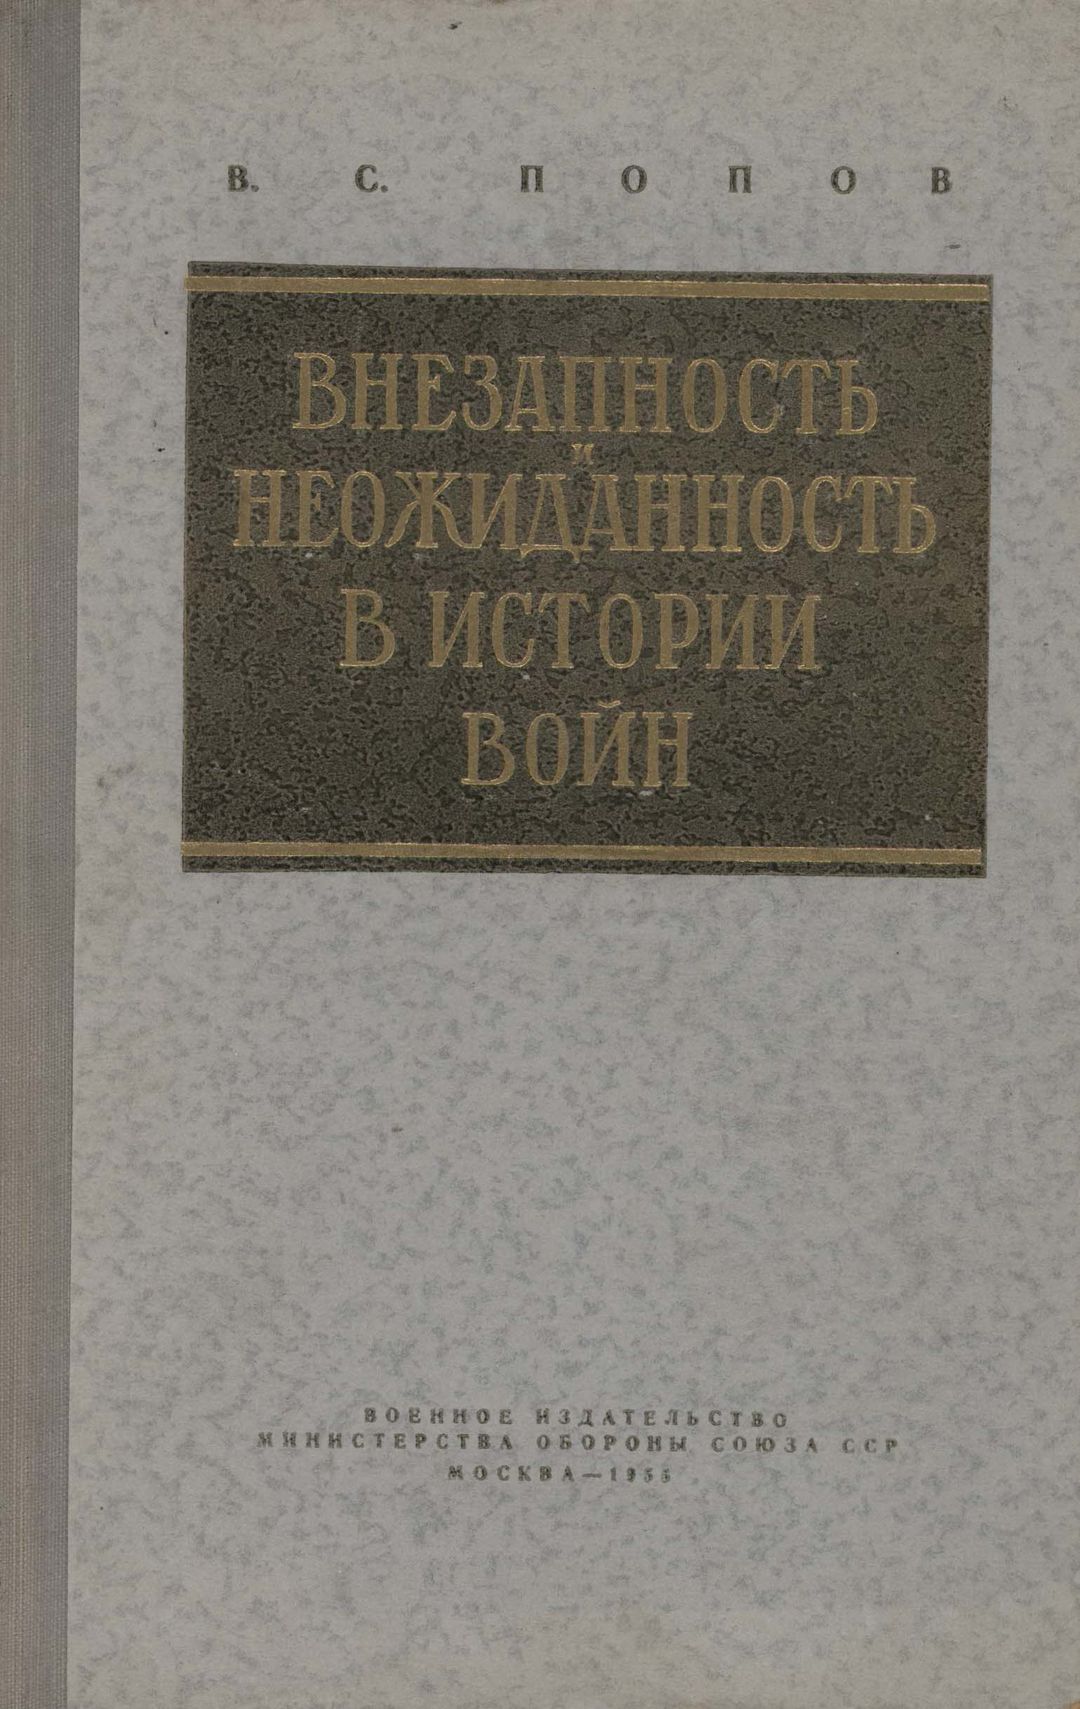 В. С. ПОПОВ
ВНЕЗАПНОСТЬ
И
НЕОЖИДАННОСТЬ
В ИСТОРИИ
ВОЙН
ВОЕННОЕ ИЗДАТЕЛЬСТВО
МИНИСТЕРСТВА ОБОРОНЫ СОЮЗА ССР
МОСКВА—1955